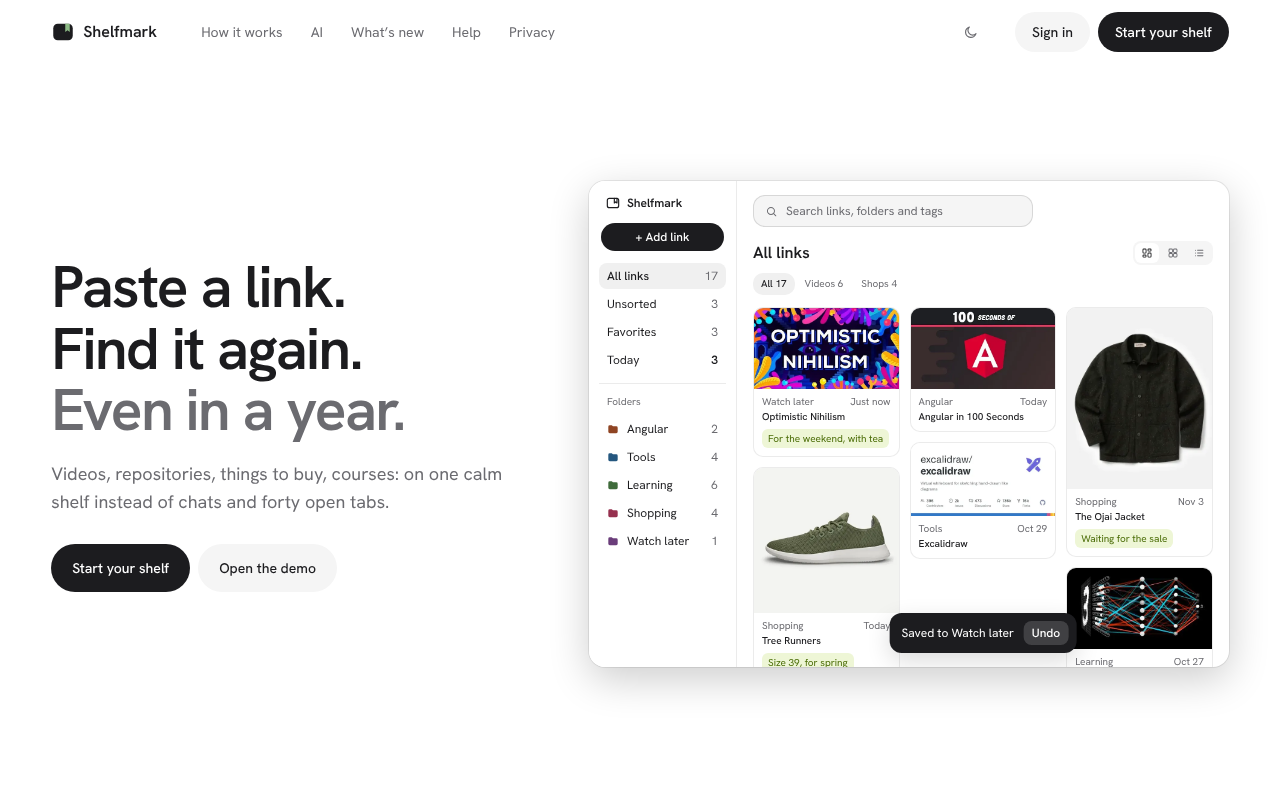 Shelfmark
How it works
AI
What's new
Help
Privacy
Sign in
Start your shelf
Paste a link.
Find it again.
Even in a year.
Videos, repositories, things to buy, courses: on one calm
shelf instead of chats and forty open tabs.
Start your shelf
Open the demo
Shelfmark
+ Add link
All links 17
Unsorted 3
Favorites 3
Today 3
Folders
Angular 2
Tools 4
Learning 6
Shopping 4
Watch later 1
Search links, folders and tags
All links
All 17
Videos 6
Shops 4
OPTIMISTIC
NIHILISM
Watch later Just now
Optimistic Nihilism
For the weekend, with tea
Shopping Today
Tree Runners
Size 39, for spring
100 SECONDS OF
A
Angular Today
Angular in 100 Seconds
excalidraw/
excalidraw
Tools Oct 29
Excalidraw
Shopping Nov 3
The Ojai Jacket
Waiting for the sale
3
Learning Oct 27
Saved to Watch later
Undo